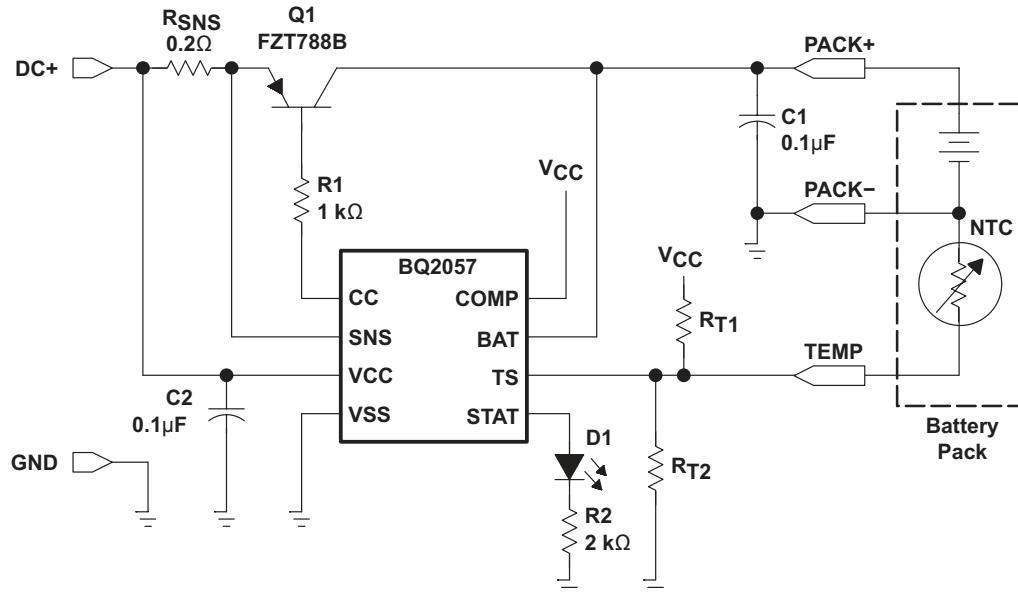 RSNS
0.2Ω
Q1
FZT788B
DC+
PACK+
C1
0.1µF
VCC
R1
1 kΩ
PACK−
NTC
BQ2057
VCC
CC
COMP
SNS
BAT
RT1
VCC
TS
TEMP
C2
0.1µF
VSS
STAT
D1
Battery
Pack
GND
RT2
R2
2 kΩ